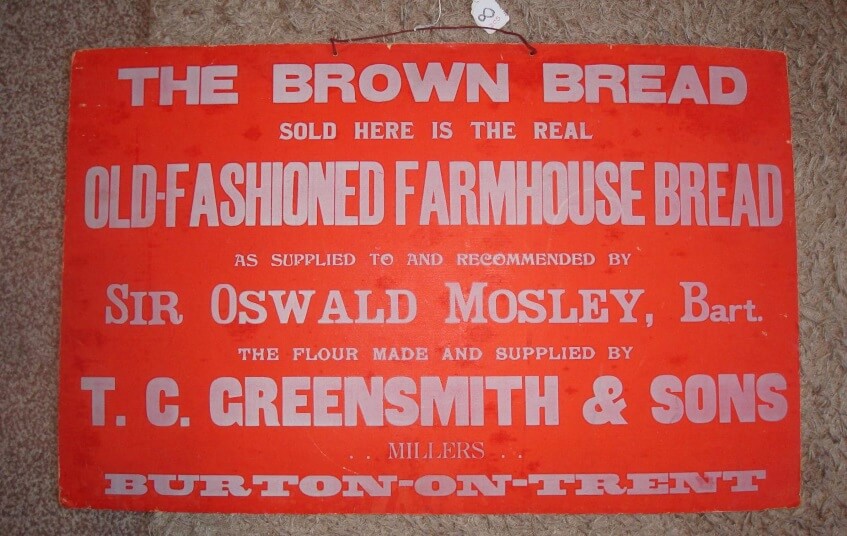 8
THE BROWN BREAD
SOLD HERE IS THE REAL
OLD-FASHIONED FARMHOUSE BREAD
AS SUPPLIED TO AND RECOMMENDED BY
SIR OSWALD MOSLEY, Bart.
THE FLOUR MADE AND SUPPLIED BY
T. C. GREENSMITH & SONS
. . MILLERS . .
BURTON-ON-TRENT